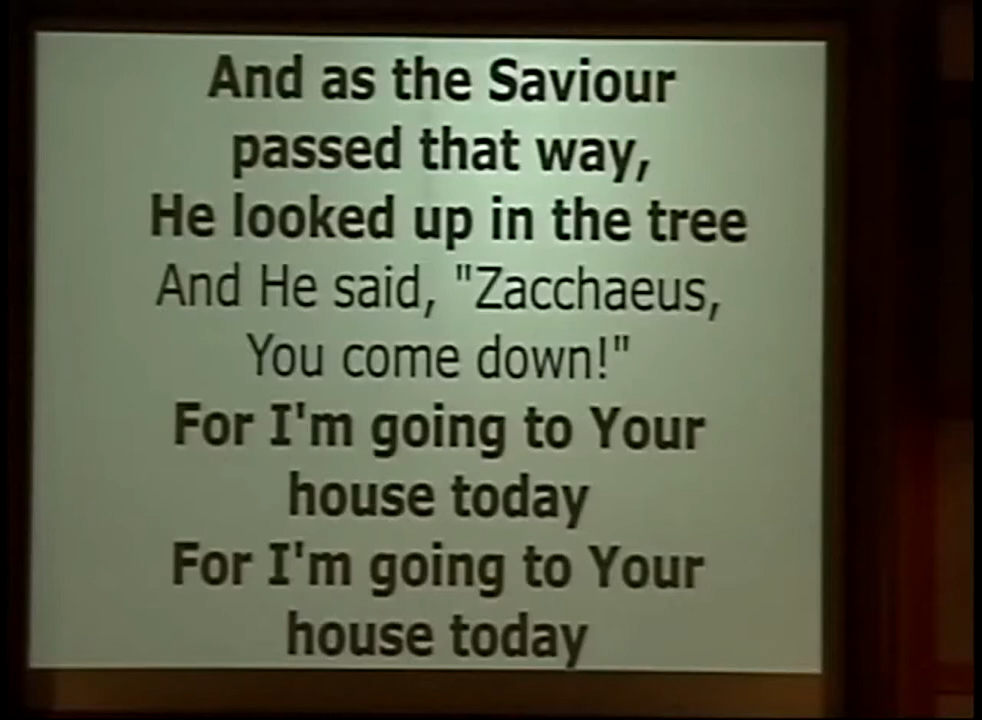 And as the Saviour
passed that way,
He looked up in the tree
And He said, "Zacchaeus,
You come down!"
For I'm going to Your
house today
For I'm going to Your
house today